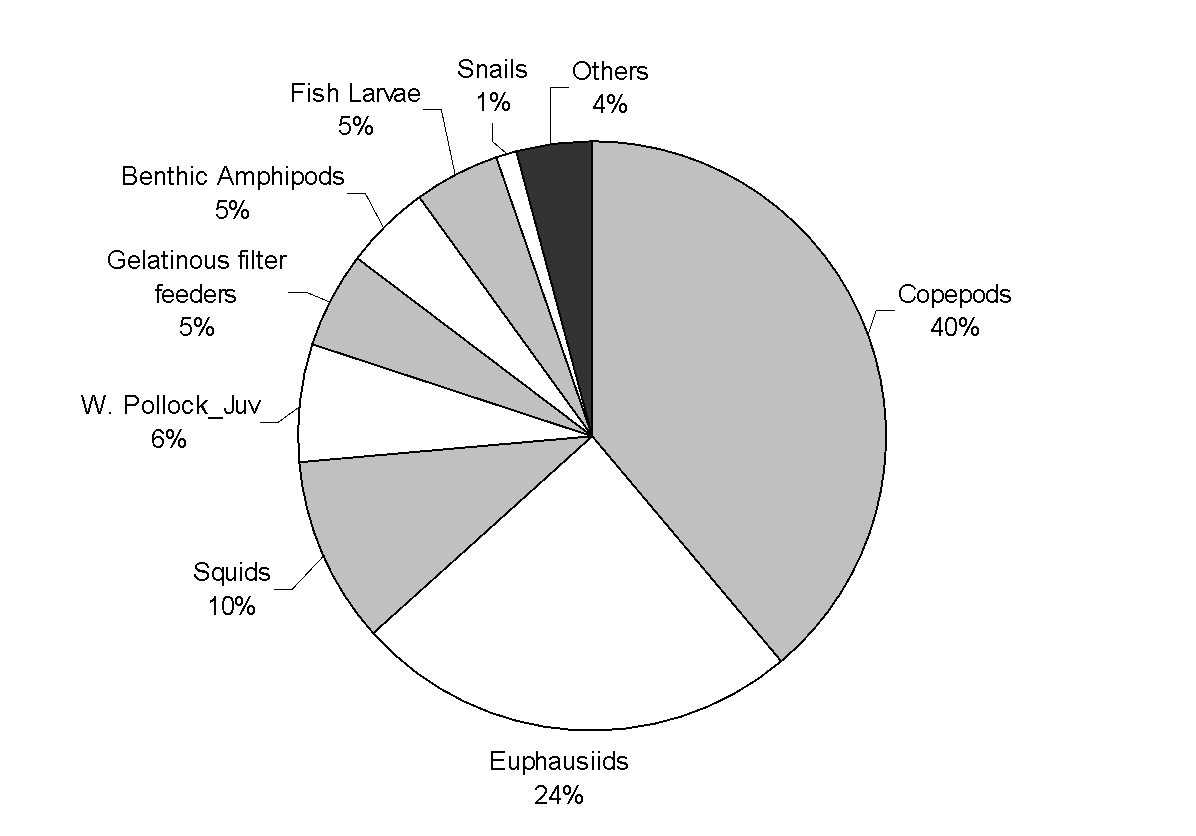 Snails
1%
Others
4%
Fish Larvae
5%
Benthic Amphipods
5%
Gelatinous filter
feeders
5%
Copepods
40%
W. Pollock_Juv
6%
Squids
10%
Euphausiids
24%